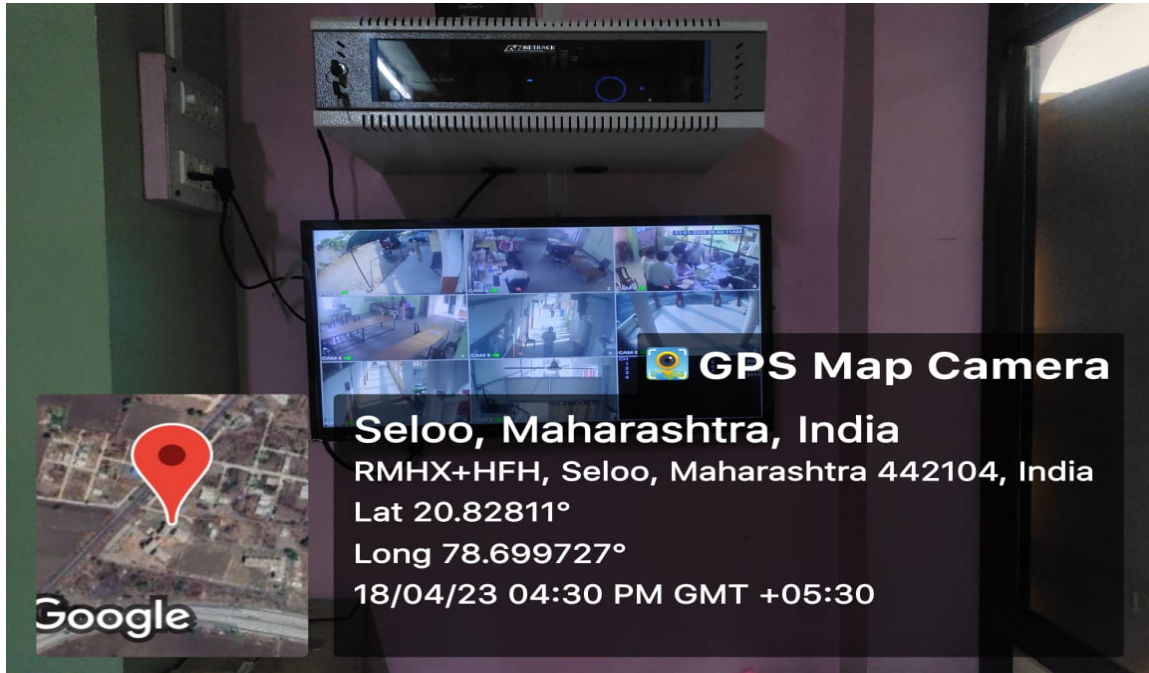 NETRACK
GPS Map Camera
Seloo, Maharashtra, India
RMHX+HFH, Seloo, Maharashtra 442104, India
Lat 20.82811°
Long 78.699727°
18/04/23 04:30 PM GMT +05:30
Google